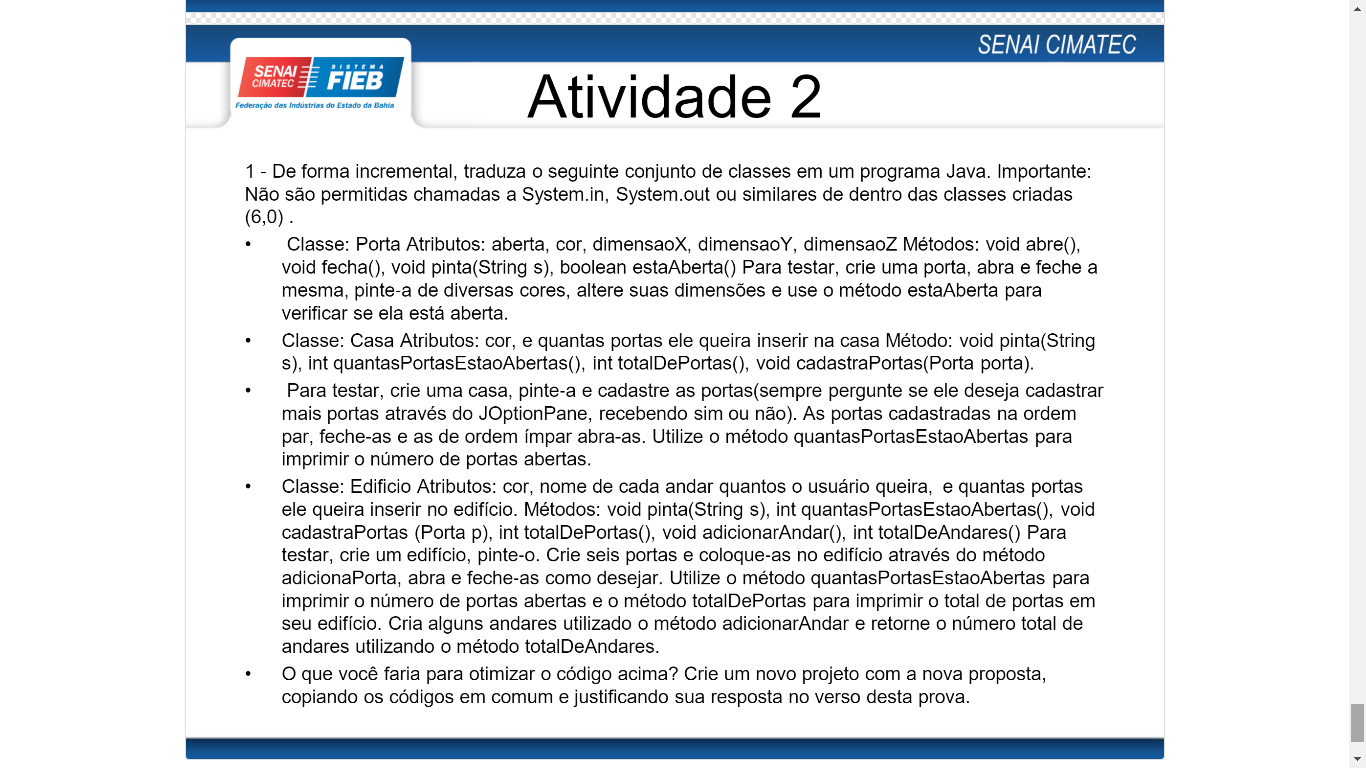 SENAI CIMATEC
SENAI
CIMATEC
SISTEMA
FIEB
Federação das Indústrias do Estado da Bahia
Atividade 2
1 - De forma incremental, traduza o seguinte conjunto de classes em um programa Java. Importante:
Não são permitidas chamadas a System.in, System.out ou similares de dentro das classes criadas
(6,0) .
• Classe: Porta Atributos: aberta, cor, dimensaoX, dimensaoY, dimensaoZ Métodos: void abre(),
void fecha(), void pinta(String s), boolean estaAberta() Para testar, crie uma porta, abra e feche a
mesma, pinte-a de diversas cores, altere suas dimensões e use o método estaAberta para
verificar se ela está aberta.
• Classe: Casa Atributos: cor, e quantas portas ele queira inserir na casa Método: void pinta(String
s), int quantasPortasEstaoAbertas(), int totalDePortas(), void cadastraPortas(Porta porta).
• Para testar, crie uma casa, pinte-a e cadastre as portas(sempre pergunte se ele deseja cadastrar
mais portas através do JOptionPane, recebendo sim ou não). As portas cadastradas na ordem
par, feche-as e as de ordem ímpar abra-as. Utilize o método quantasPortasEstaoAbertas para
imprimir o número de portas abertas.
• Classe: Edificio Atributos: cor, nome de cada andar quantos o usuário queira, e quantas portas
ele queira inserir no edifício. Métodos: void pinta(String s), int quantasPortasEstaoAbertas(), void
cadastraPortas (Porta p), int totalDePortas(), void adicionarAndar(), int totalDeAndares() Para
testar, crie um edifício, pinte-o. Crie seis portas e coloque-as no edifício através do método
adicionaPorta, abra e feche-as como desejar. Utilize o método quantasPortasEstaoAbertas para
imprimir o número de portas abertas e o método totalDePortas para imprimir o total de portas em
seu edifício. Cria alguns andares utilizado o método adicionarAndar e retorne o número total de
andares utilizando o método totalDeAndares.
• O que você faria para otimizar o código acima? Crie um novo projeto com a nova proposta,
copiando os códigos em comum e justificando sua resposta no verso desta prova.